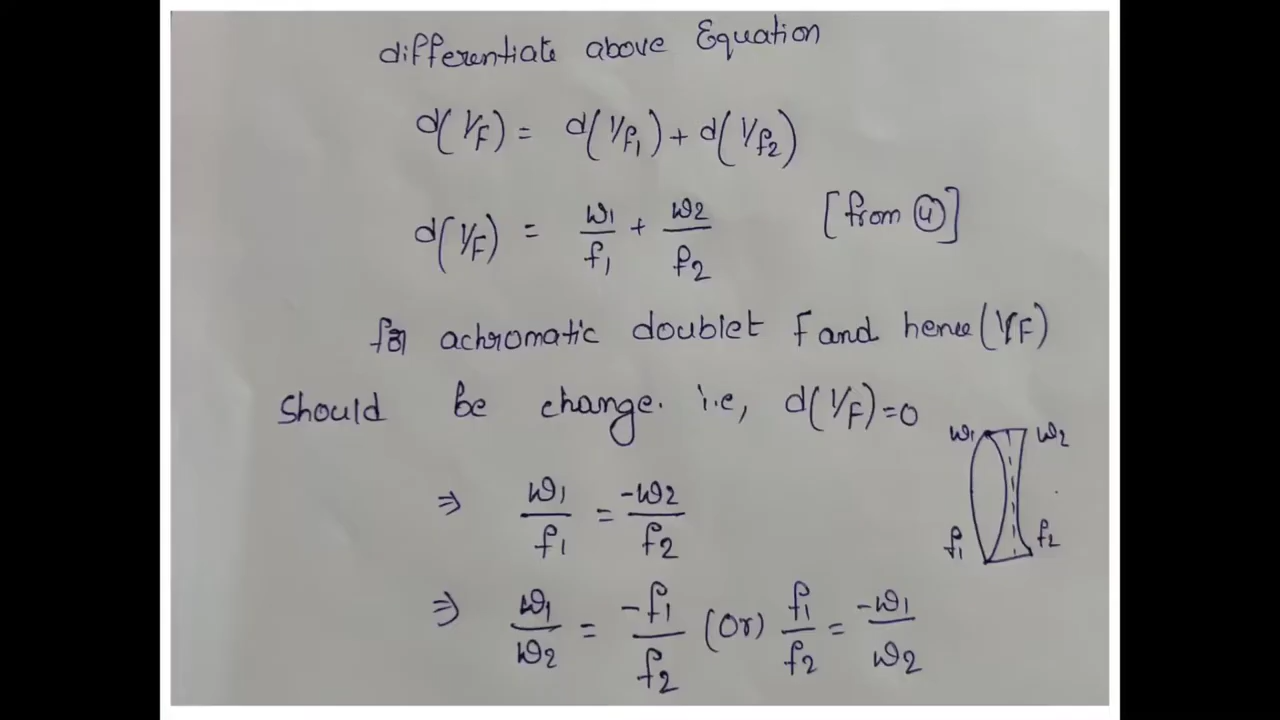 differentiate above Equation
d(1/F) = d(1/f1) + d(1/f2)
d(1/F) = ω1/f1 + ω2/f2 [from ④]
for achromatic doublet F and hence (1/F)
should be change. i.e, d(1/F)=0
ω1 ω2
⇒ ω1/f1 = -ω2/f2
f1 f2
⇒ ω1/ω2 = -f1/f2 (or) f1/f2 = -ω1/ω2